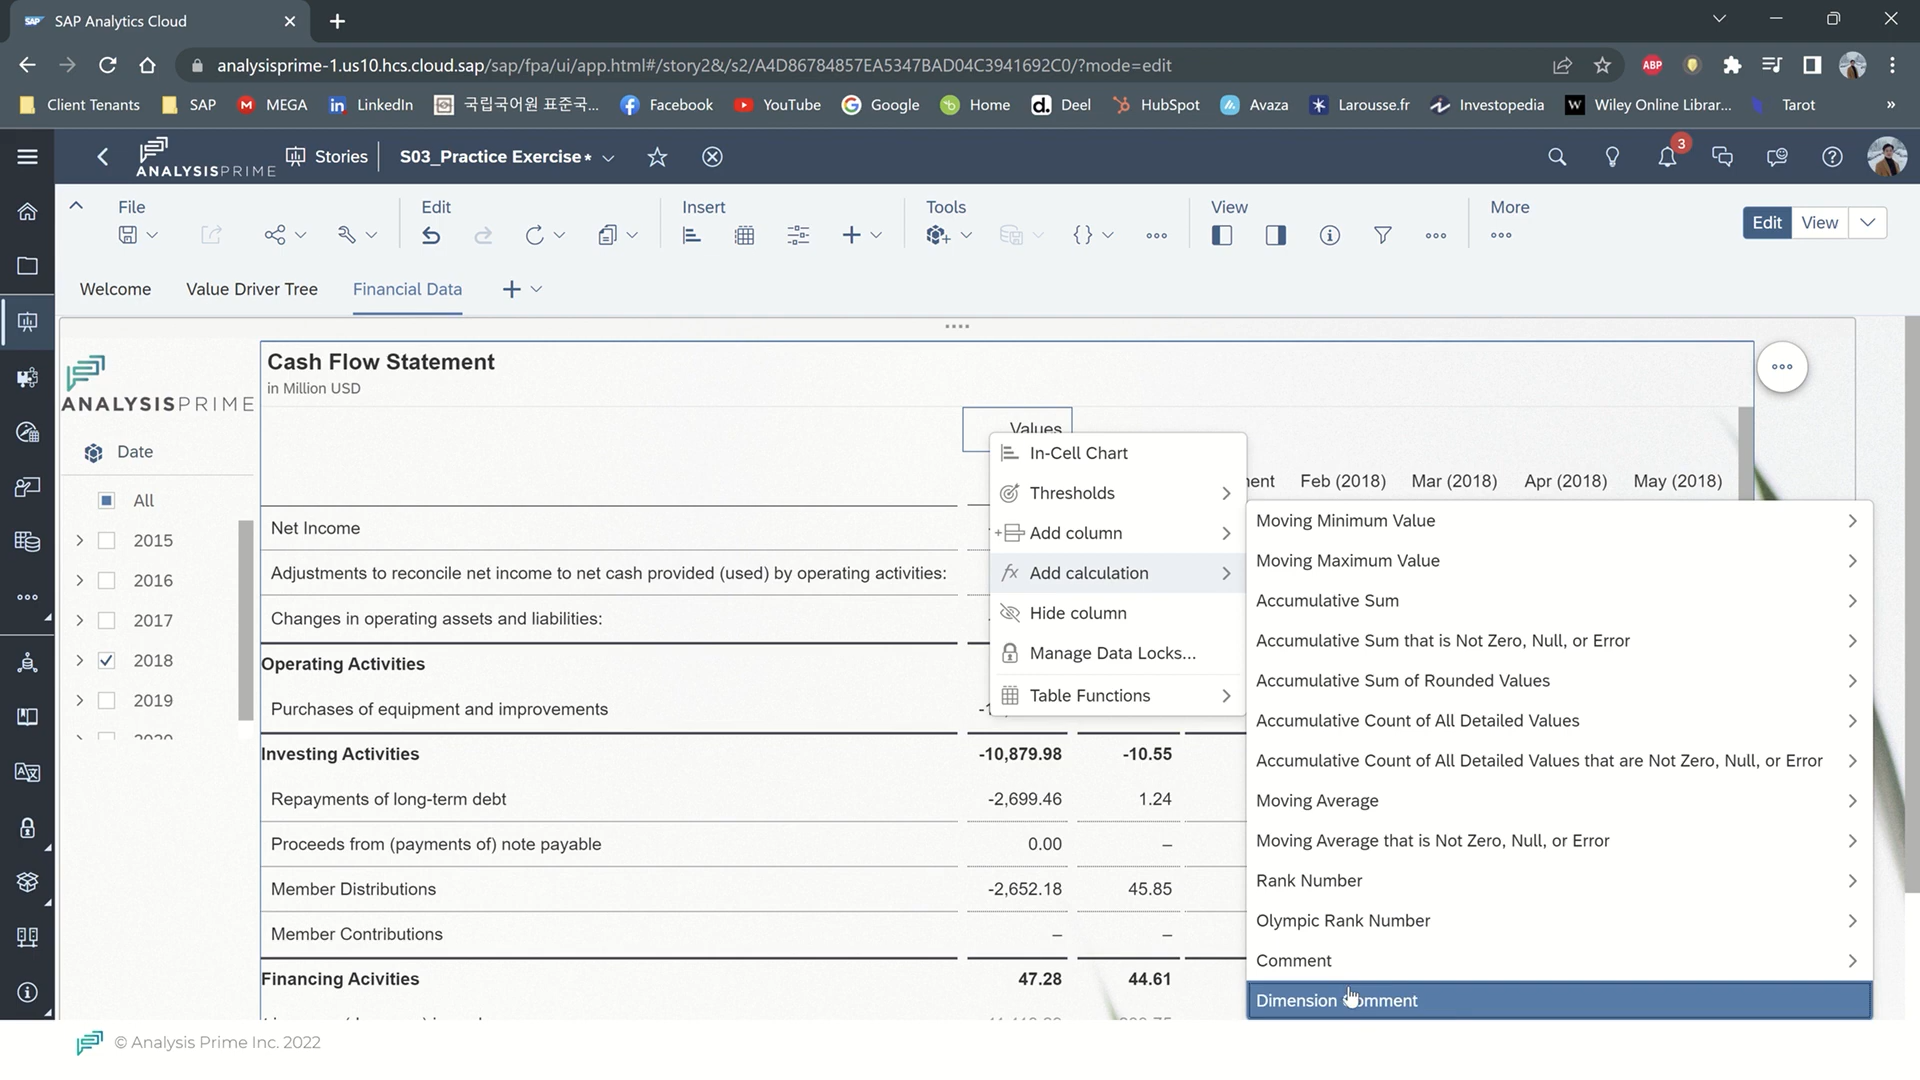 SAP Analytics Cloud
analysisprime-1.us10.hcs.cloud.sap/sap/fpa/ui/app.html#/story2&/s2/A4D86784857EA5347BAD04C3941692C0/?mode=edit
ABP
Client Tenants SAP MEGA LinkedIn 국립국어원 표준국... Facebook YouTube Google Home Deel HubSpot Avaza Larousse.fr Investopedia Wiley Online Librar... Tarot »
ANALYSISPRIME Stories S03_Practice Exercise* 3
File Edit Insert Tools View More
Edit View
Welcome Value Driver Tree Financial Data
ANALYSISPRIME
Date
All
2015
2016
2017
2018
2019
2020
Cash Flow Statement
in Million USD
Values
Feb (2018) Mar (2018) Apr (2018) May (2018)
Net Income
Adjustments to reconcile net income to net cash provided (used) by operating activities:
Changes in operating assets and liabilities:
Operating Activities
Purchases of equipment and improvements
Investing Activities -10,879.98 -10.55
Repayments of long-term debt -2,699.46 1.24
Proceeds from (payments of) note payable 0.00 –
Member Distributions -2,652.18 45.85
Member Contributions – –
Financing Acivities 47.28 44.61
In-Cell Chart
Thresholds
Add column
Add calculation
Hide column
Manage Data Locks...
Table Functions
Moving Minimum Value
Moving Maximum Value
Accumulative Sum
Accumulative Sum that is Not Zero, Null, or Error
Accumulative Sum of Rounded Values
Accumulative Count of All Detailed Values
Accumulative Count of All Detailed Values that are Not Zero, Null, or Error
Moving Average
Moving Average that is Not Zero, Null, or Error
Rank Number
Olympic Rank Number
Comment
Dimension Comment
© Analysis Prime Inc. 2022